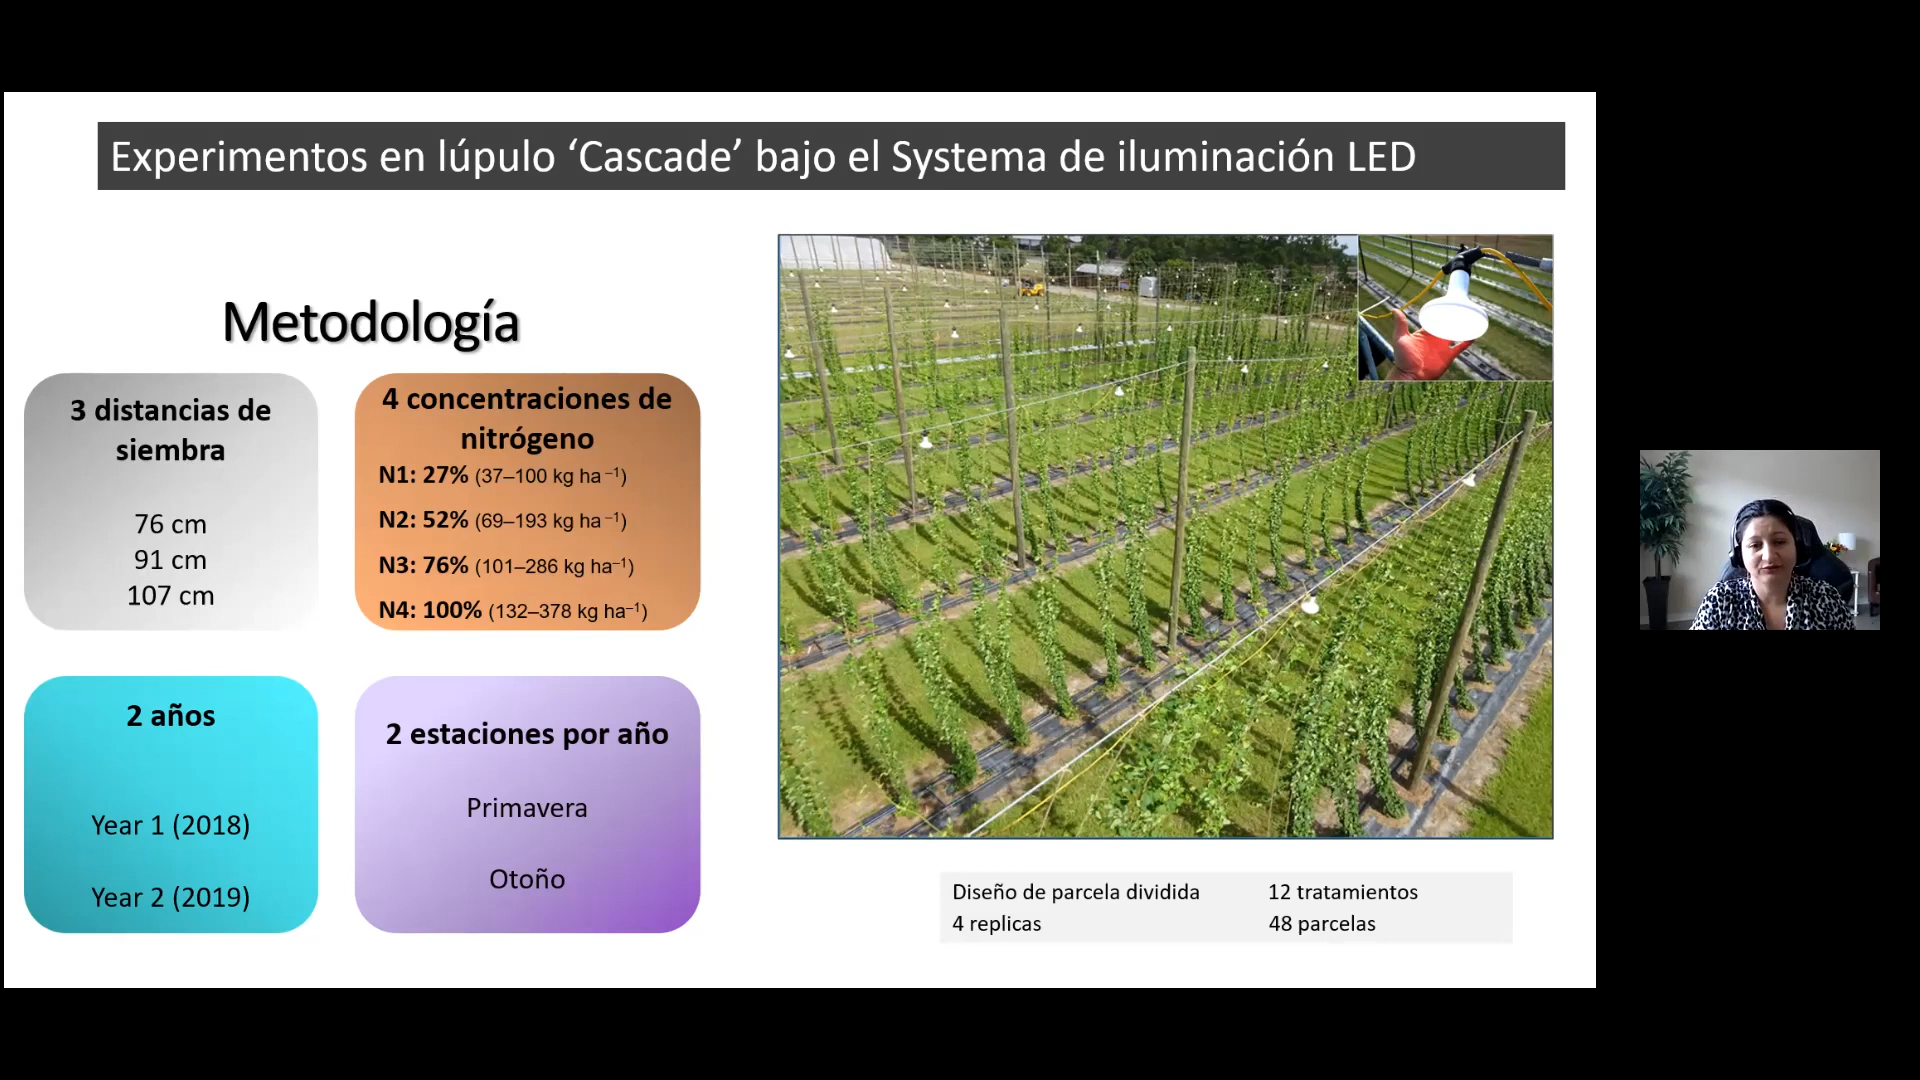 Experimentos en lúpulo ‘Cascade’ bajo el Systema de iluminación LED
Metodología
3 distancias de
siembra
76 cm
91 cm
107 cm
4 concentraciones de
nitrógeno
N1: 27% (37–100 kg ha⁻¹)
N2: 52% (69–193 kg ha⁻¹)
N3: 76% (101–286 kg ha⁻¹)
N4: 100% (132–378 kg ha⁻¹)
2 años
Year 1 (2018)
Year 2 (2019)
2 estaciones por año
Primavera
Otoño
Diseño de parcela dividida 12 tratamientos
4 replicas 48 parcelas